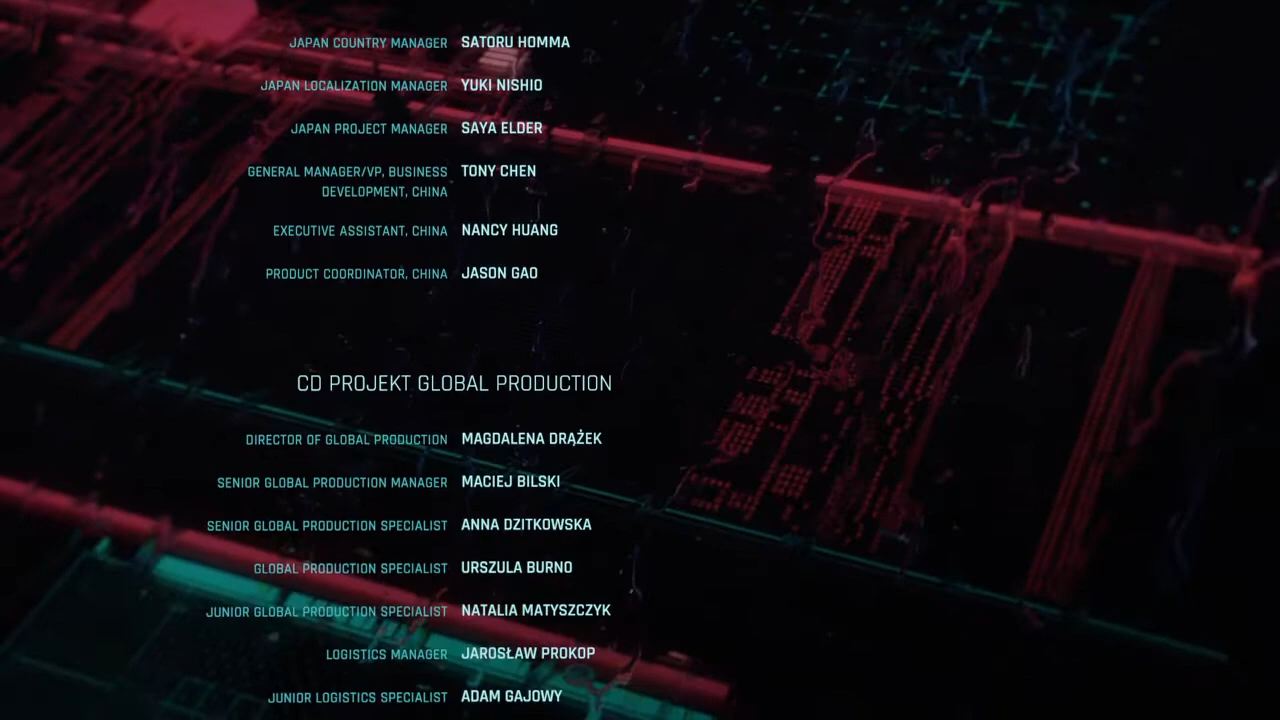 JAPAN COUNTRY MANAGER SATORU HOMMA
JAPAN LOCALIZATION MANAGER YUKI NISHIO
JAPAN PROJECT MANAGER SAYA ELDER
GENERAL MANAGER/VP, BUSINESS TONY CHEN
DEVELOPMENT, CHINA
EXECUTIVE ASSISTANT, CHINA NANCY HUANG
PRODUCT COORDINATOR, CHINA JASON GAO
CD PROJEKT GLOBAL PRODUCTION
DIRECTOR OF GLOBAL PRODUCTION MAGDALENA DRĄŻEK
SENIOR GLOBAL PRODUCTION MANAGER MACIEJ BILSKI
SENIOR GLOBAL PRODUCTION SPECIALIST ANNA DZITKOWSKA
GLOBAL PRODUCTION SPECIALIST URSZULA BURNO
JUNIOR GLOBAL PRODUCTION SPECIALIST NATALIA MATYSZCZYK
LOGISTICS MANAGER JAROSŁAW PROKOP
JUNIOR LOGISTICS SPECIALIST ADAM GAJOWY